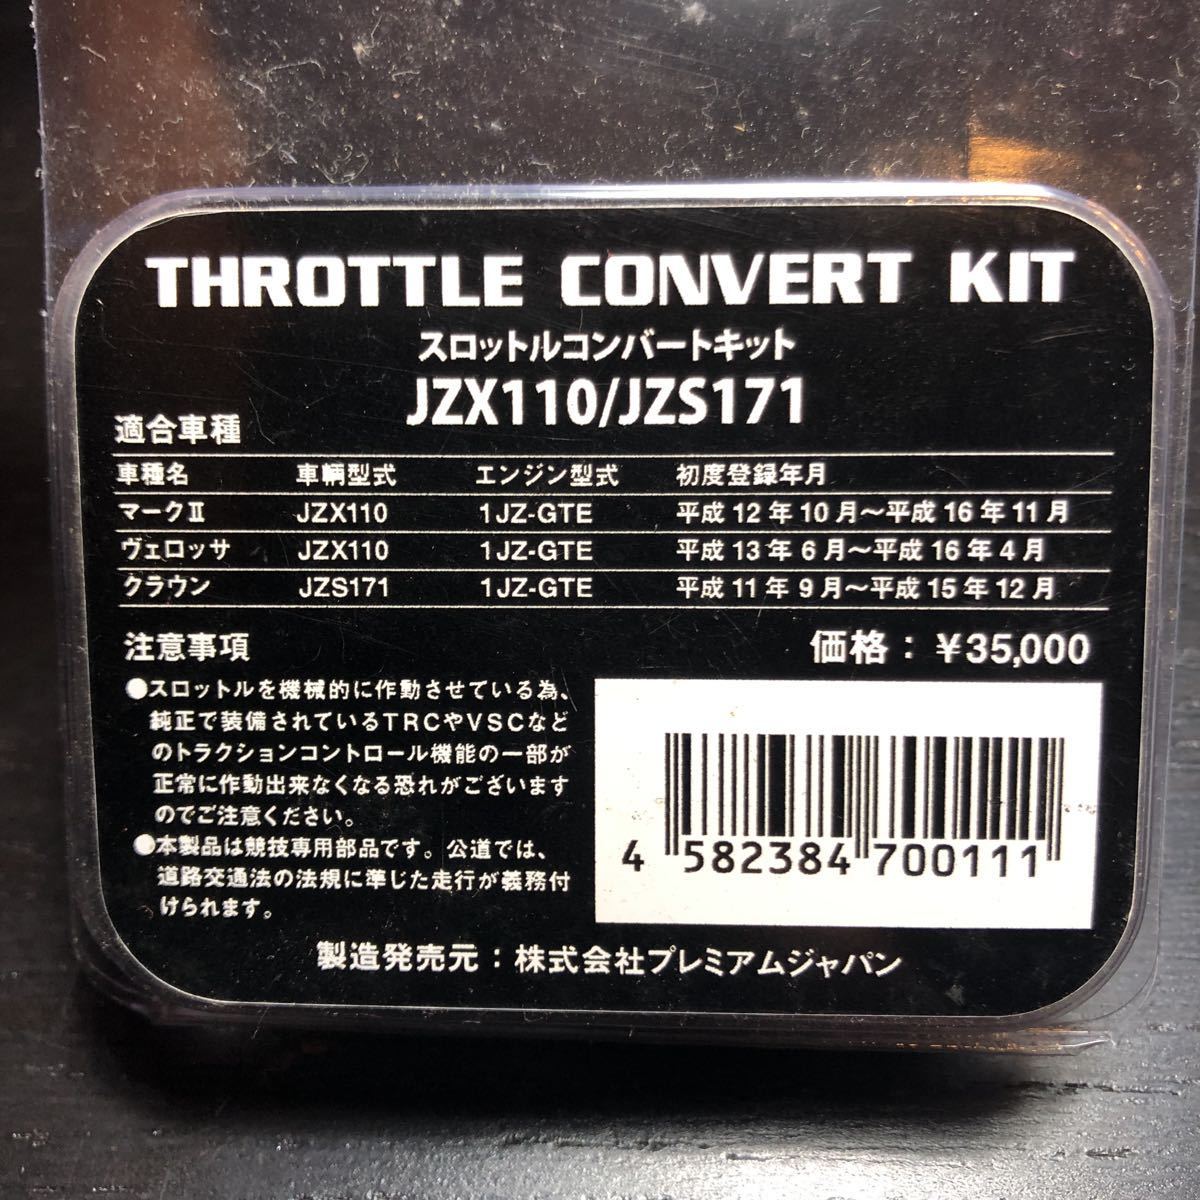 THROTTLE CONVERT KIT
スロットルコンバートキット
JZX110/JZS171
適合車種
車種名 車輌型式 エンジン型式 初度登録年月
マークⅡ JZX110 1JZ-GTE 平成12年10月〜平成16年11月
ヴェロッサ JZX110 1JZ-GTE 平成13年6月〜平成16年4月
クラウン JZS171 1JZ-GTE 平成11年9月〜平成15年12月
注意事項
価格：¥35,000
●スロットルを機械的に作動させている為、
純正で装備されているTRCやVSCなど
のトラクションコントロール機能の一部が
正常に作動出来なくなる恐れがございます
のでご注意ください。
●本製品は競技専用部品です。公道では、
道路交通法の法規に準じた走行が義務付
けられます。
4 582384 700111
製造発売元：株式会社プレミアムジャパン